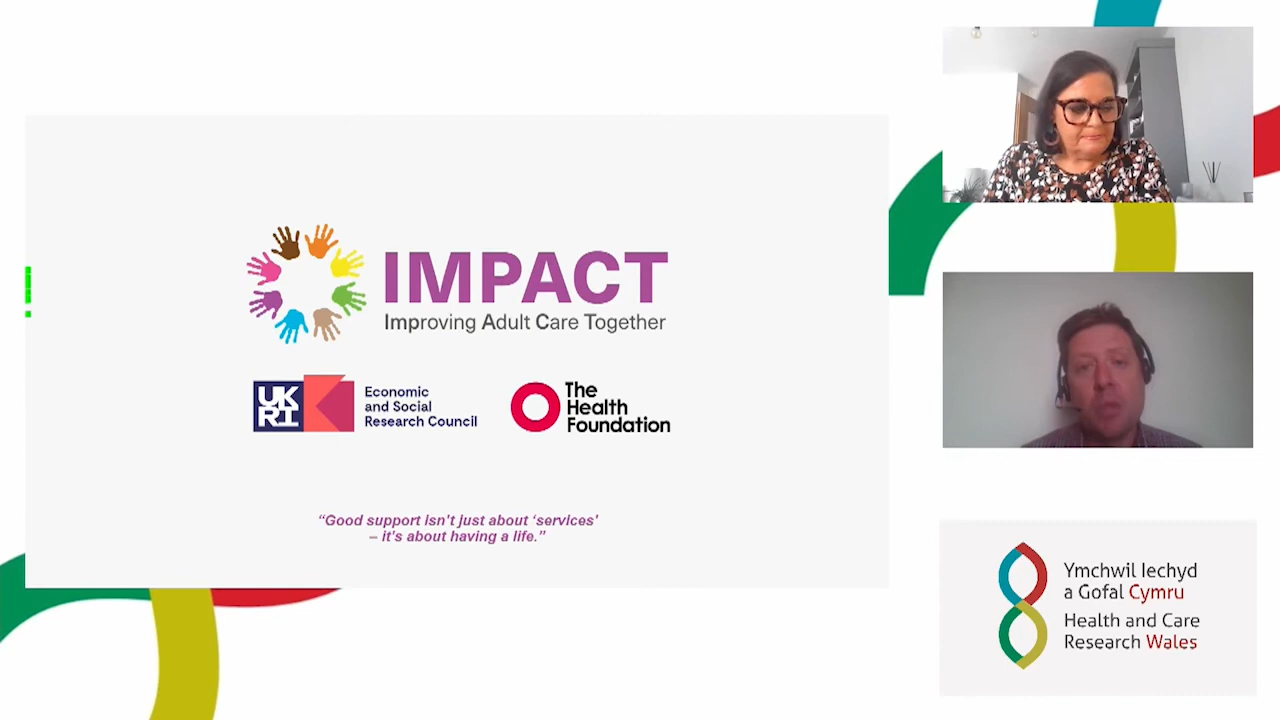 IMPACT
Improving Adult Care Together
UK
RI
Economic
and Social
Research Council
The
Health
Foundation
“Good support isn’t just about ‘services’
– it’s about having a life.”
Ymchwil Iechyd
a Gofal Cymru
Health and Care
Research Wales